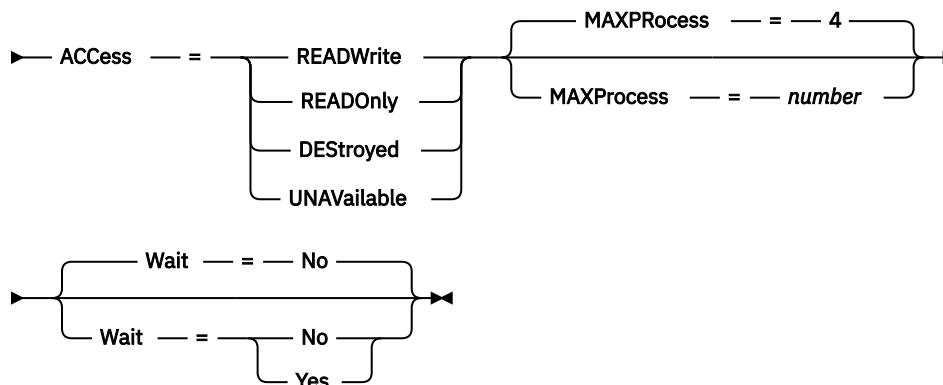 MAXPRocess = 4
ACCess = READWrite
READOnly
MAXProcess = number
DEStroyed
UNAVailable
Wait = No
Wait = No
Yes